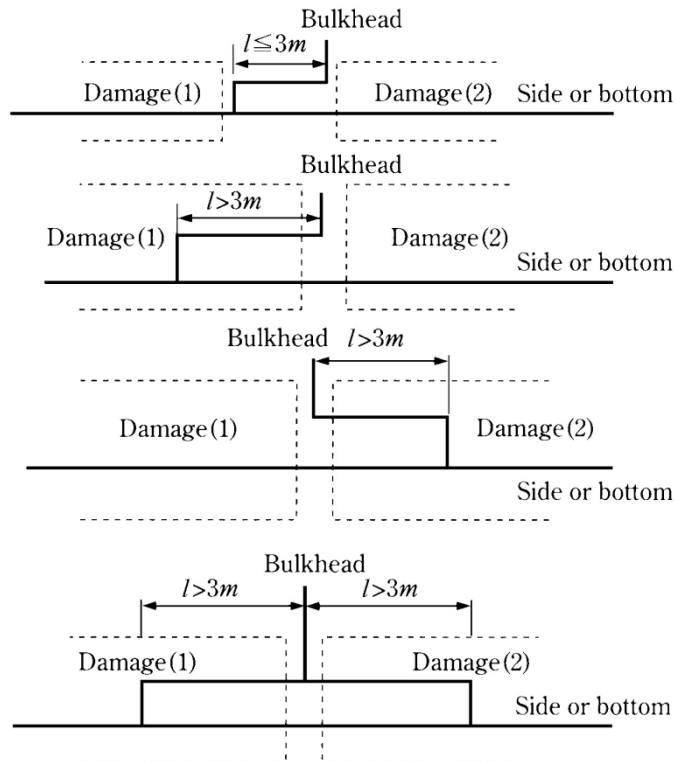 Bulkhead
l≦3m
Damage(1)
Damage(2)
Side or bottom
Bulkhead
l>3m
Damage(1)
Damage(2)
Side or bottom
Bulkhead
l>3m
Damage(1)
Damage(2)
Side or bottom
Bulkhead
l>3m
l>3m
Damage(1)
Damage(2)
Side or bottom